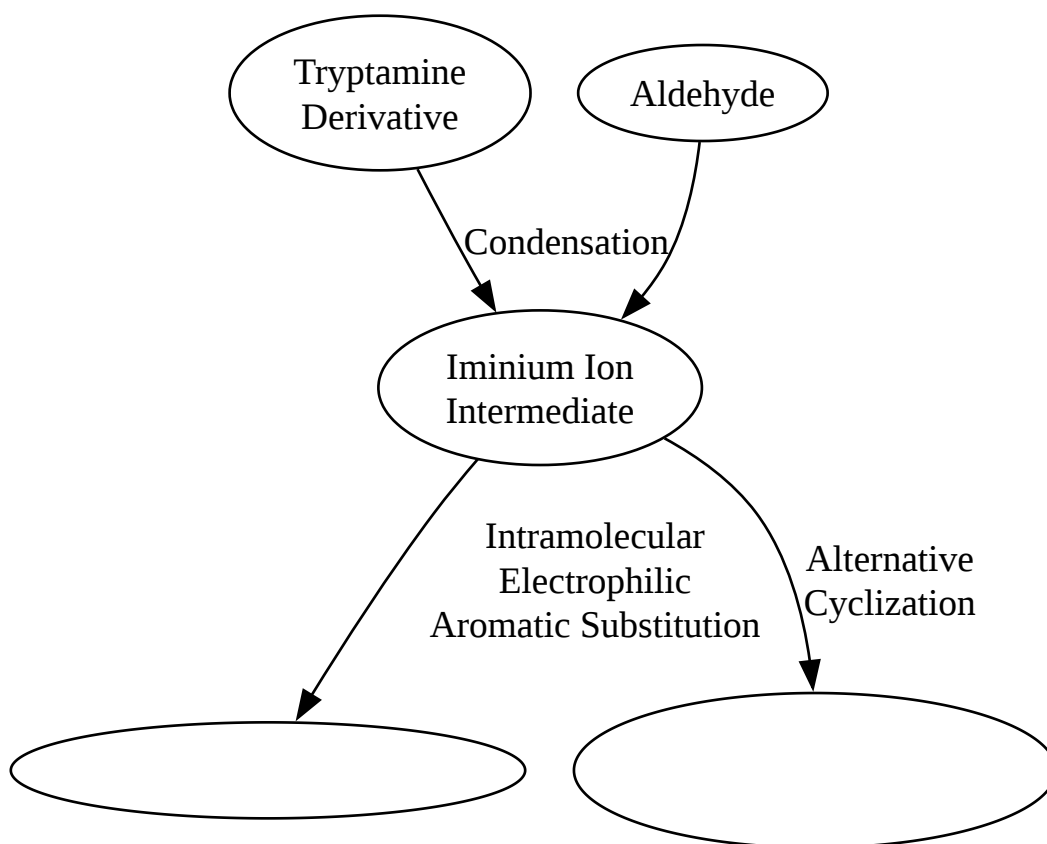 Tryptamine
Derivative
Aldehyde
Condensation
Iminium Ion
Intermediate
Intramolecular
Electrophilic
Aromatic Substitution
Alternative
Cyclization